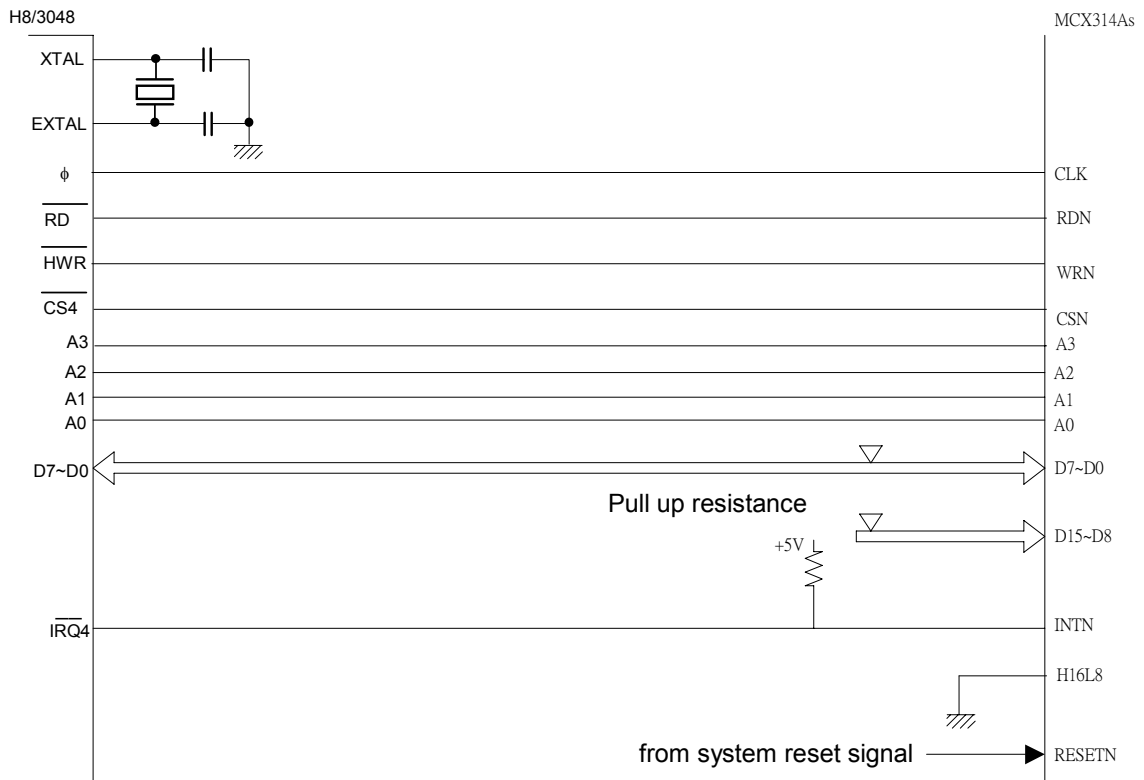 H8/3048
MCX314As
XTAL
EXTAL
ϕ
CLK
RD
RDN
HWR
WRN
CS4
CSN
A3
A3
A2
A2
A1
A1
A0
A0
D7~D0
D7~D0
Pull up resistance
+5V
D15~D8
IRQ4
INTN
H16L8
from system reset signal
RESETN